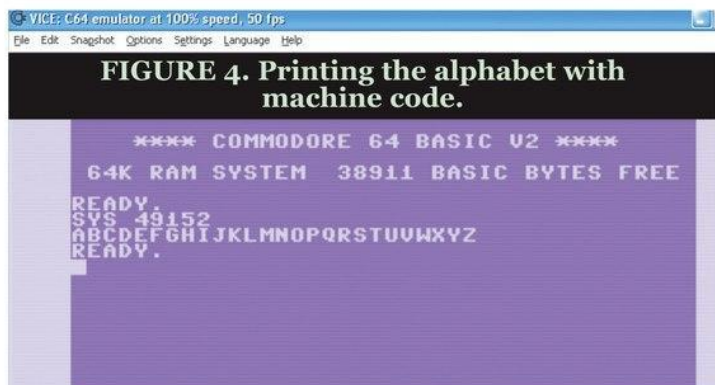 VICE: C64 emulator at 100% speed, 50 fps
File Edit Snapshot Options Settings Language Help
FIGURE 4. Printing the alphabet with
machine code.
**** COMMODORE 64 BASIC V2 ****
64K RAM SYSTEM 38911 BASIC BYTES FREE
READY.
SYS 49152
ABCDEFGHIJKLMNOPQRSTUVWXYZ
READY.